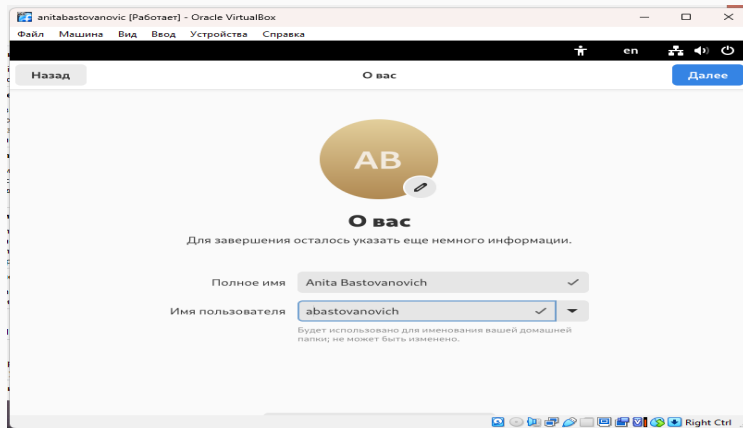 anitabastovanovic [Работает] - Oracle VirtualBox
Файл Машина Вид Ввод Устройства Справка
en
Назад О вас Далее
AB
О вас
Для завершения осталось указать еще немного информации.
Полное имя Anita Bastovanovich
Имя пользователя abastovanovich
Будет использовано для именования вашей домашней
папки; не может быть изменено.
Right Ctrl